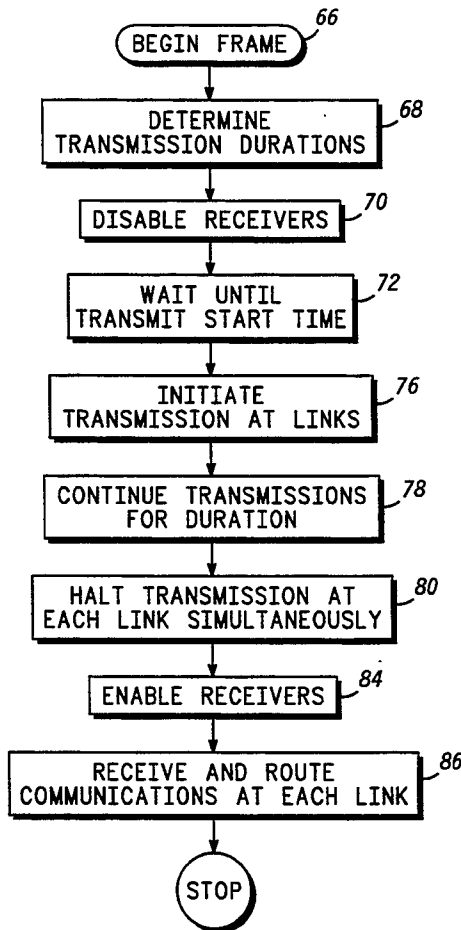 BEGIN FRAME
66
DETERMINE
TRANSMISSION DURATIONS
68
DISABLE RECEIVERS
70
WAIT UNTIL
TRANSMIT START TIME
72
INITIATE
TRANSMISSION AT LINKS
76
CONTINUE TRANSMISSIONS
FOR DURATION
78
HALT TRANSMISSION AT
EACH LINK SIMULTANEOUSLY
80
ENABLE RECEIVERS
84
RECEIVE AND ROUTE
COMMUNICATIONS AT EACH LINK
86
STOP